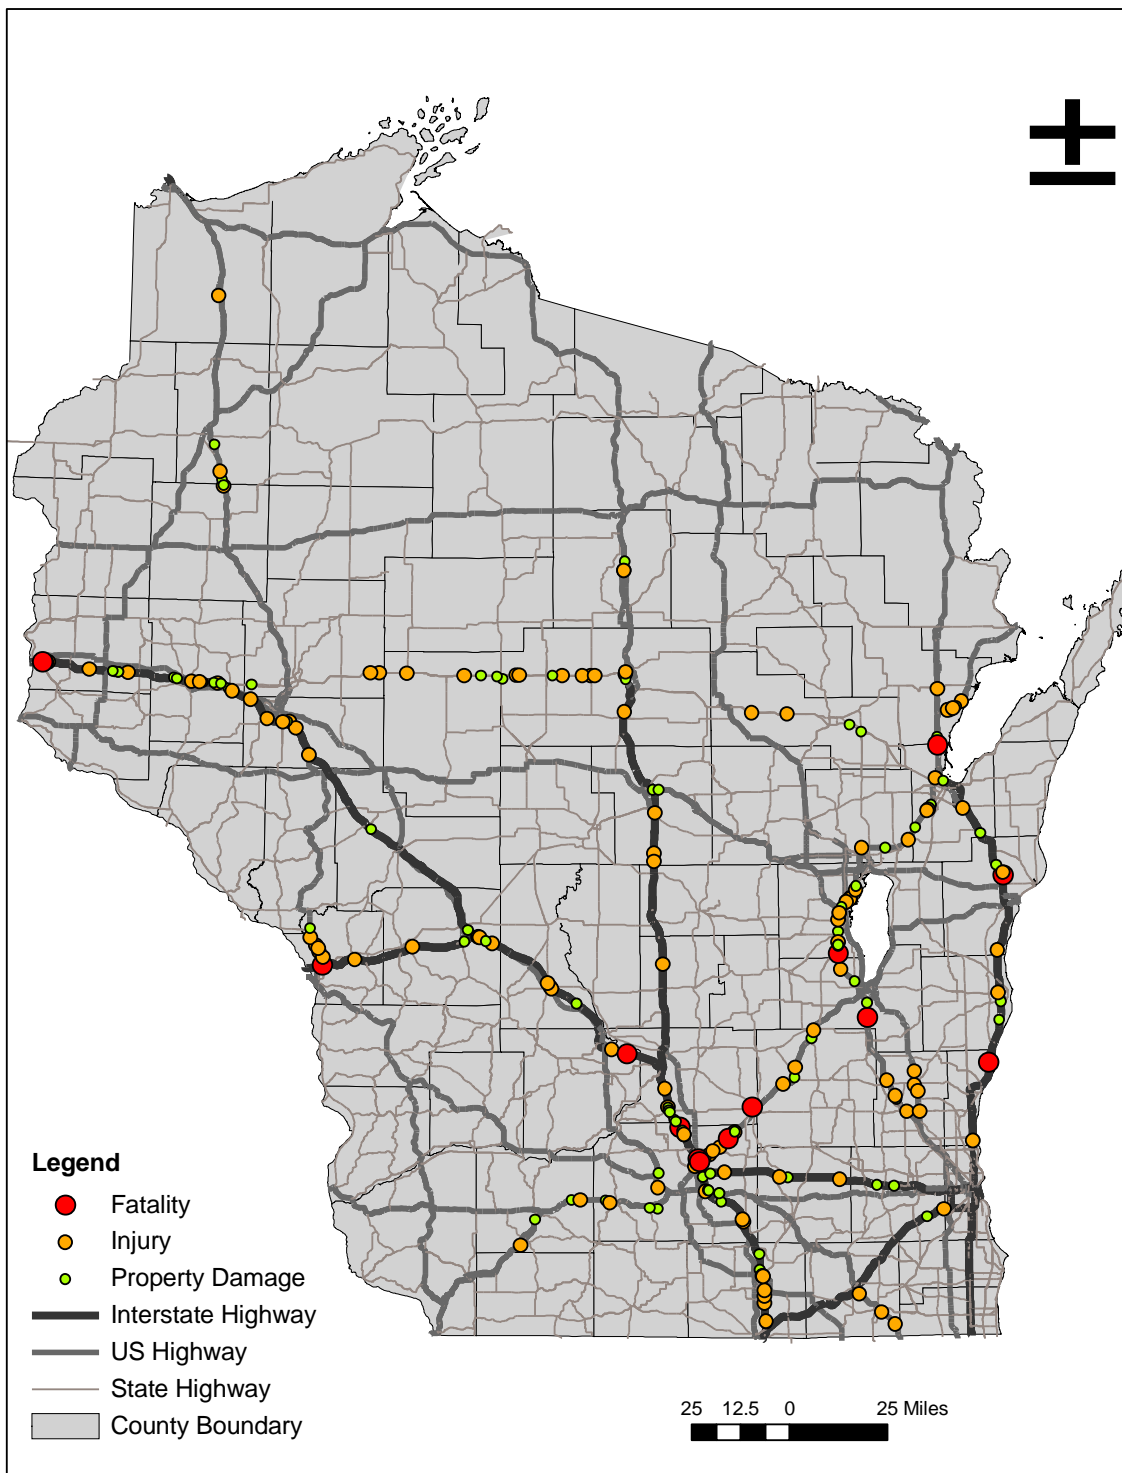 Legend
Fatality
Injury
Property Damage
Interstate Highway
US Highway
State Highway
County Boundary
25 12.5 0 25 Miles